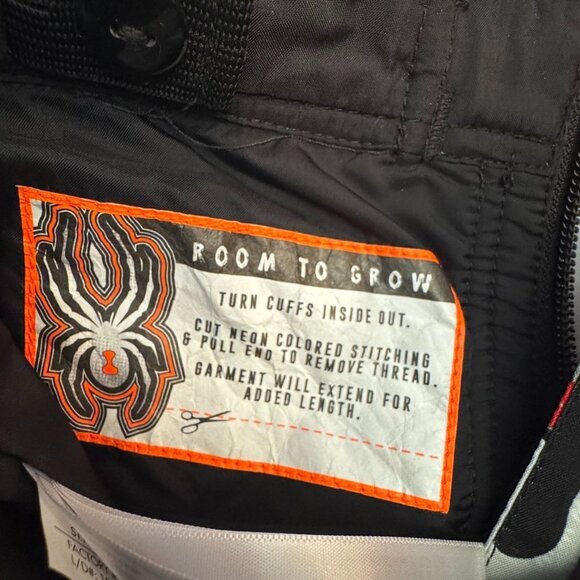 ROOM TO GROW
TURN CUFFS INSIDE OUT.
CUT NEON COLORED STITCHING
& PULL END TO REMOVE THREAD.
GARMENT WILL EXTEND FOR
ADDED LENGTH.
FACTORY